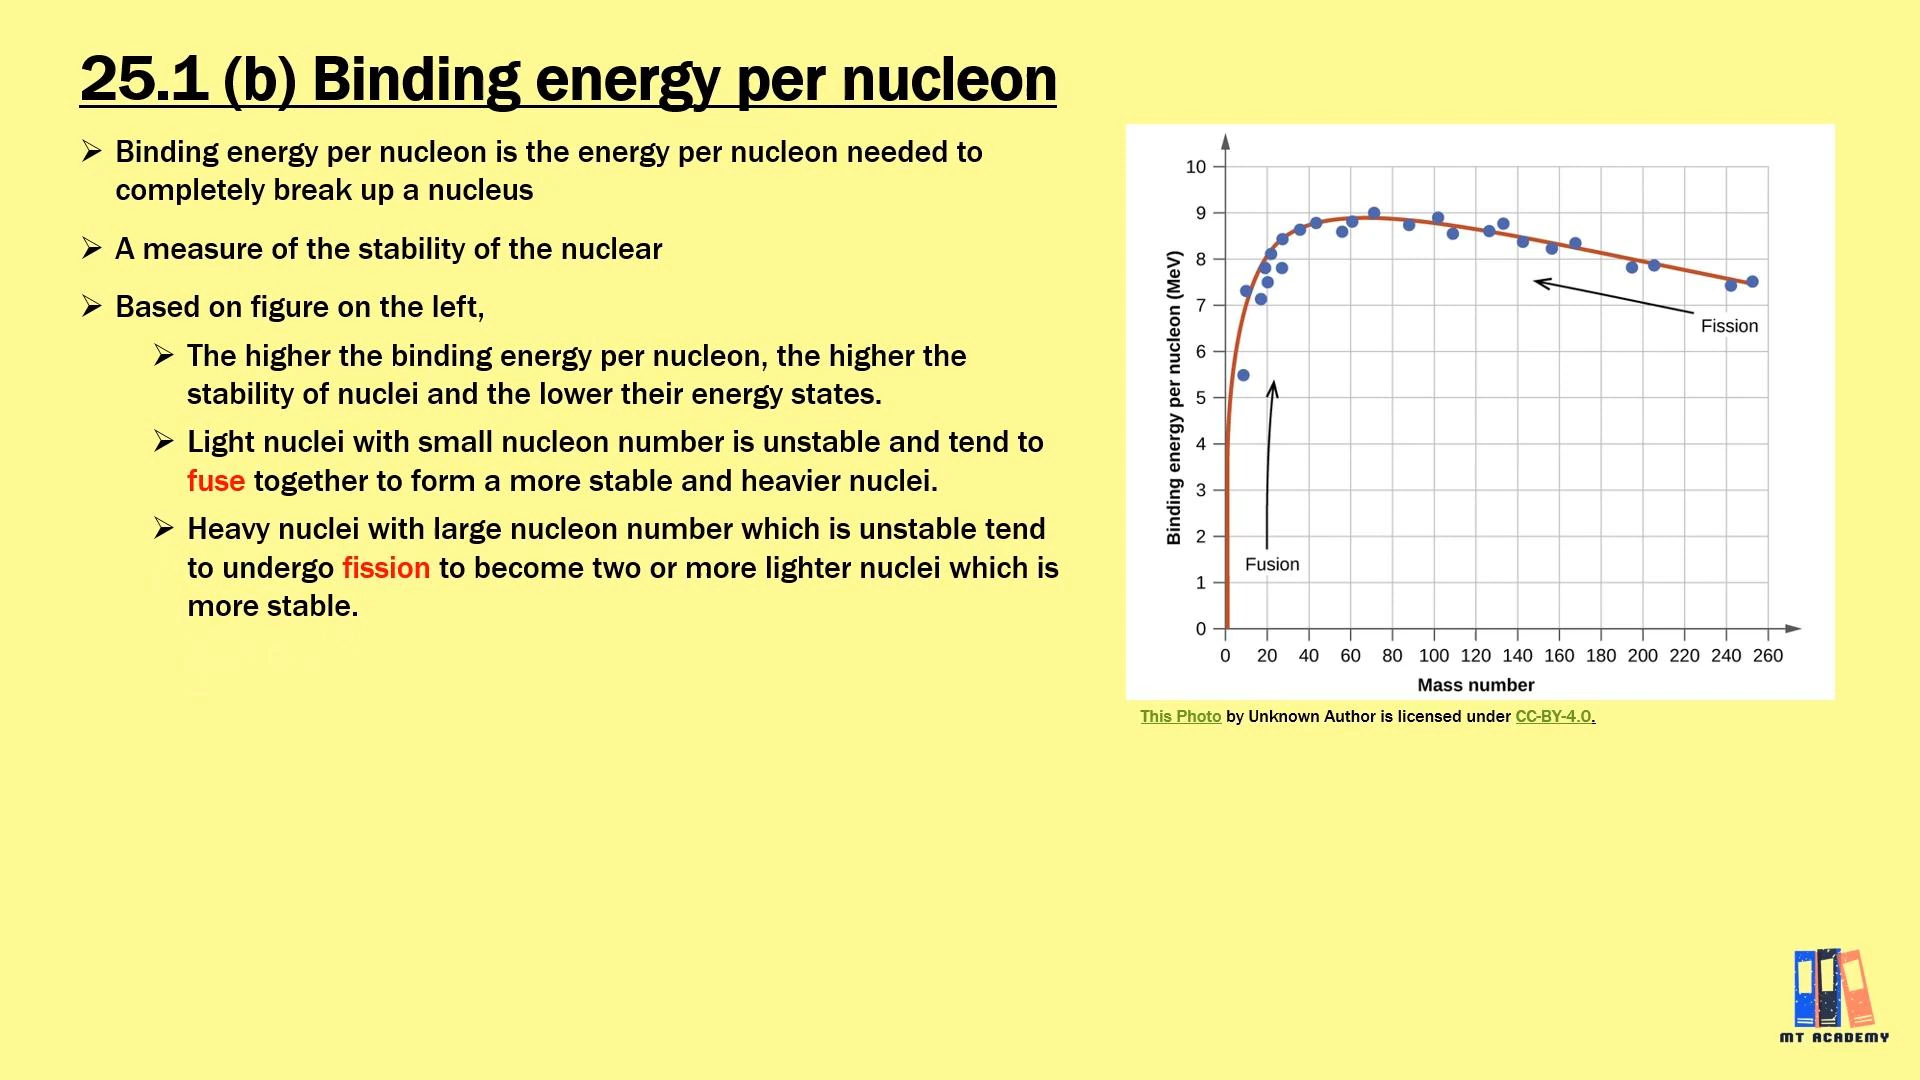 25.1 (b) Binding energy per nucleon
➢ Binding energy per nucleon is the energy per nucleon needed to
completely break up a nucleus
➢ A measure of the stability of the nuclear
➢ Based on figure on the left,
➢ The higher the binding energy per nucleon, the higher the
stability of nuclei and the lower their energy states.
➢ Light nuclei with small nucleon number is unstable and tend to
fuse together to form a more stable and heavier nuclei.
➢ Heavy nuclei with large nucleon number which is unstable tend
to undergo fission to become two or more lighter nuclei which is
more stable.
Binding energy per nucleon (MeV)
10
9
8
7
6
5
4
3
2
1
0
Fission
Fusion
0 20 40 60 80 100 120 140 160 180 200 220 240 260
Mass number
This Photo by Unknown Author is licensed under CC-BY-4.0.
MT ACADEMY